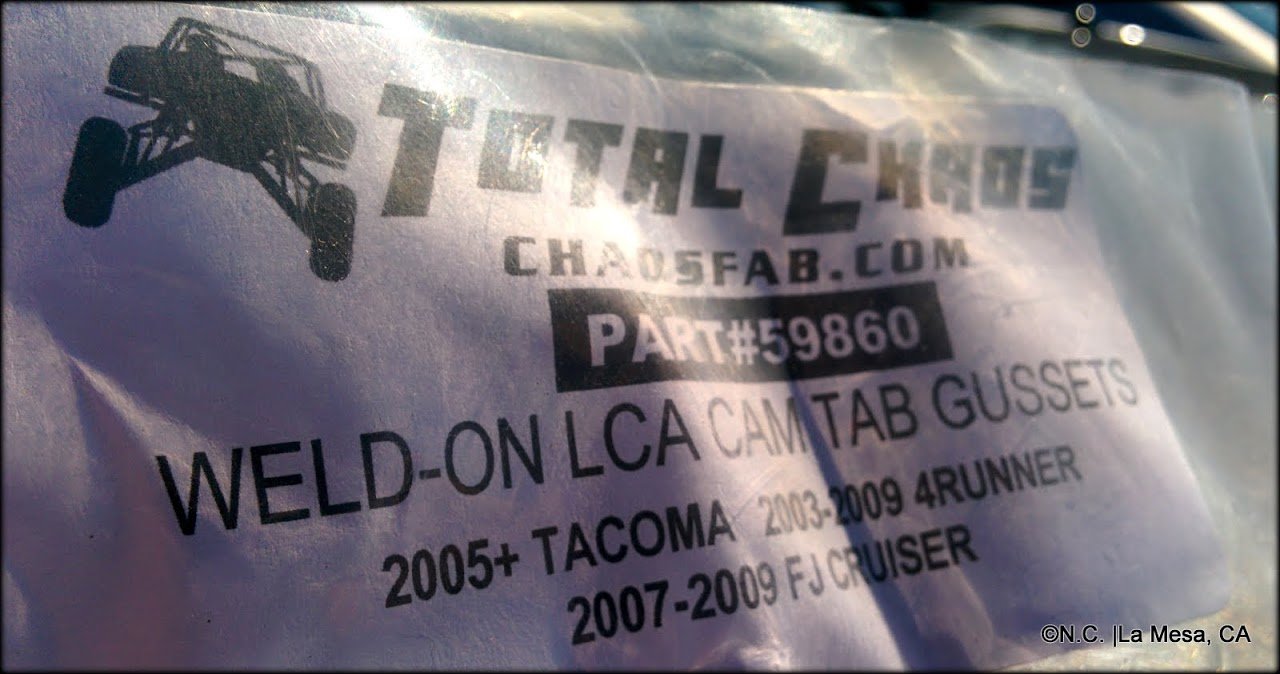 TOTAL CHAOS
CHAOSFAB.COM
PART#59860
WELD-ON LCA CAM TAB GUSSETS
2005+ TACOMA 2003-2009 4RUNNER
2007-2009 FJ CRUISER
©N.C. |La Mesa, CA